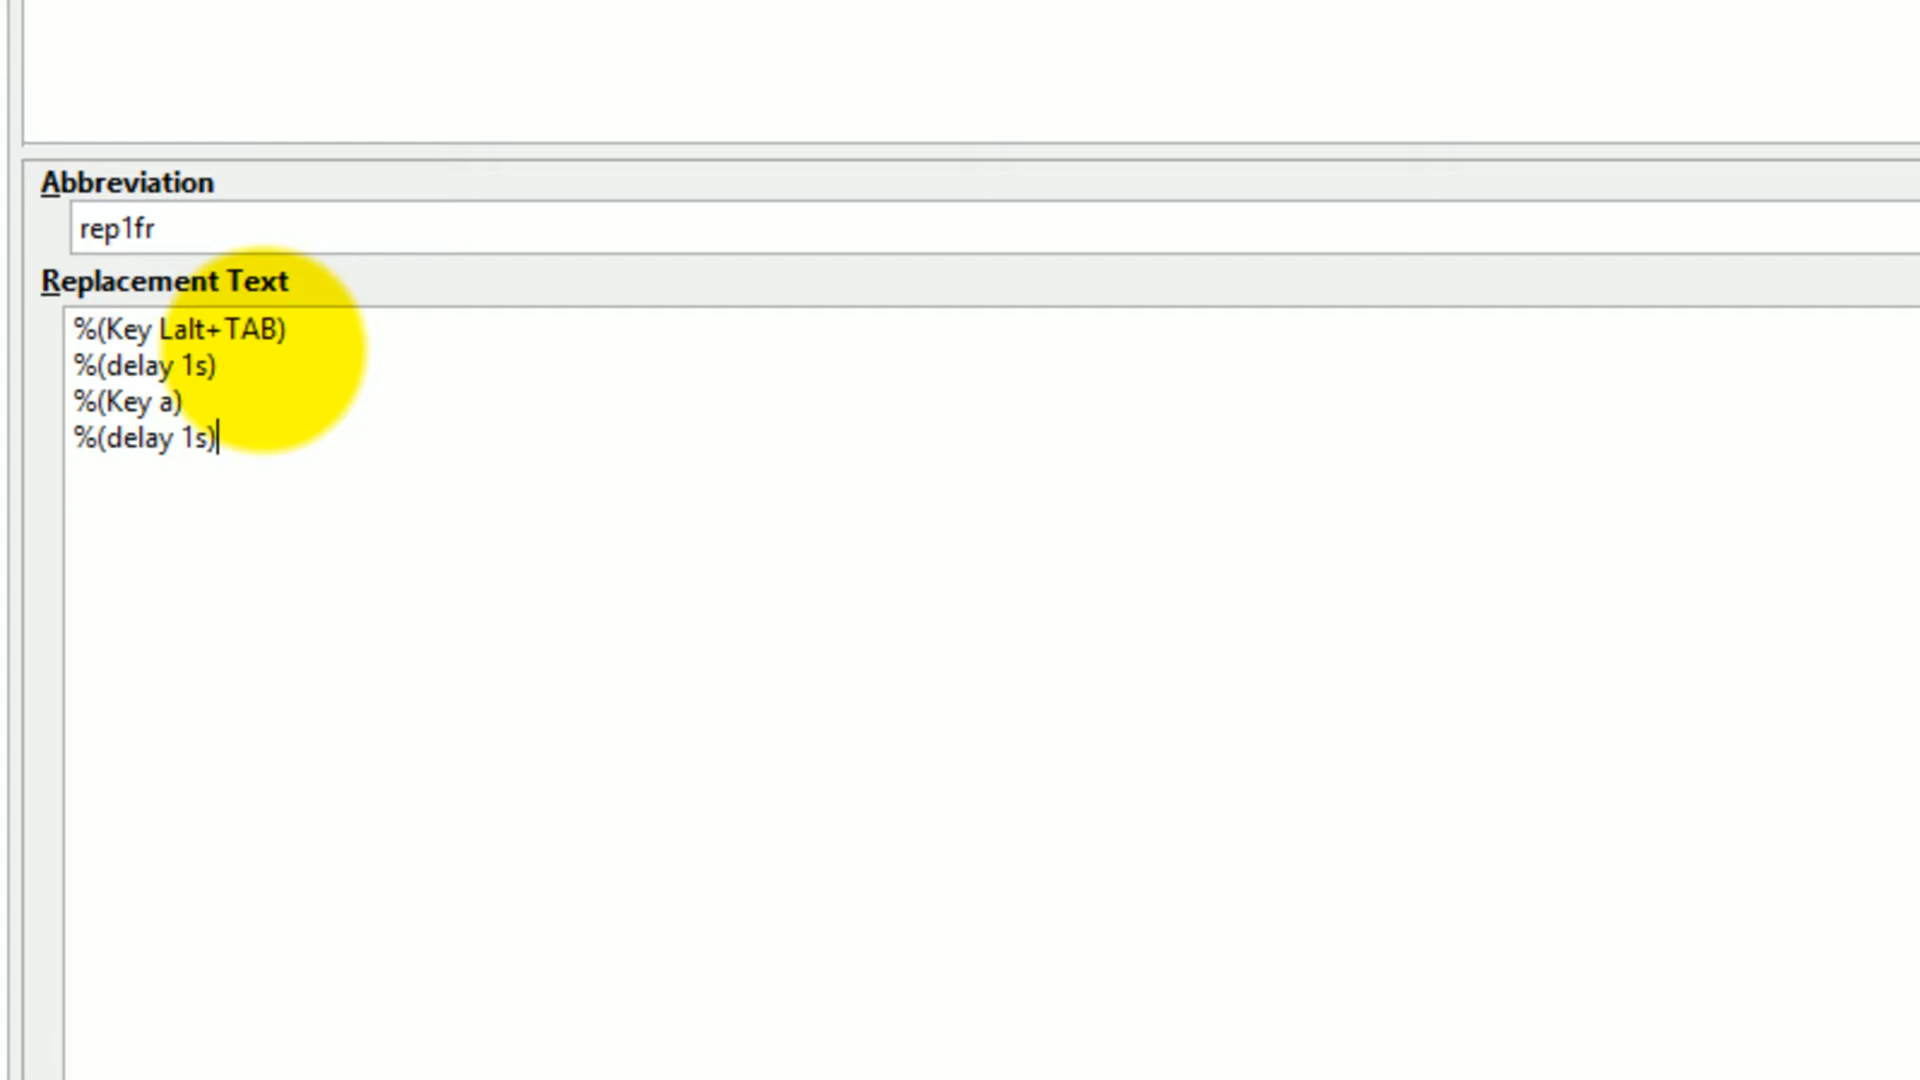 Abbreviation
rep1fr
Replacement Text
%(Key Lalt+TAB)
%(delay 1s)
%(Key a)
%(delay 1s)